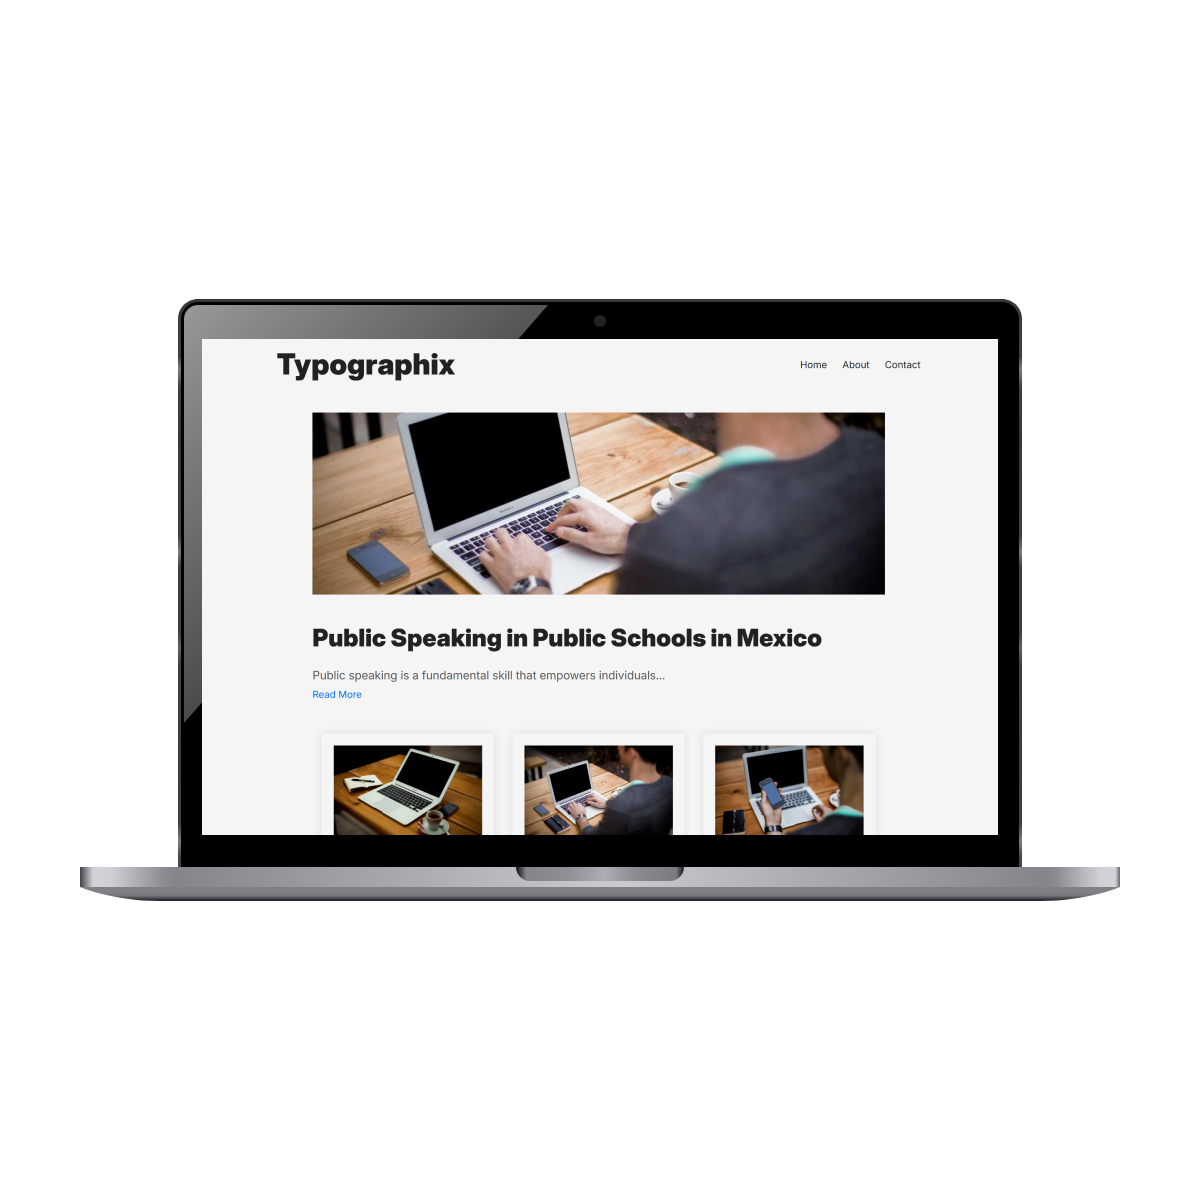 Typographix
Home About Contact
Public Speaking in Public Schools in Mexico
Public speaking is a fundamental skill that empowers individuals...
Read More